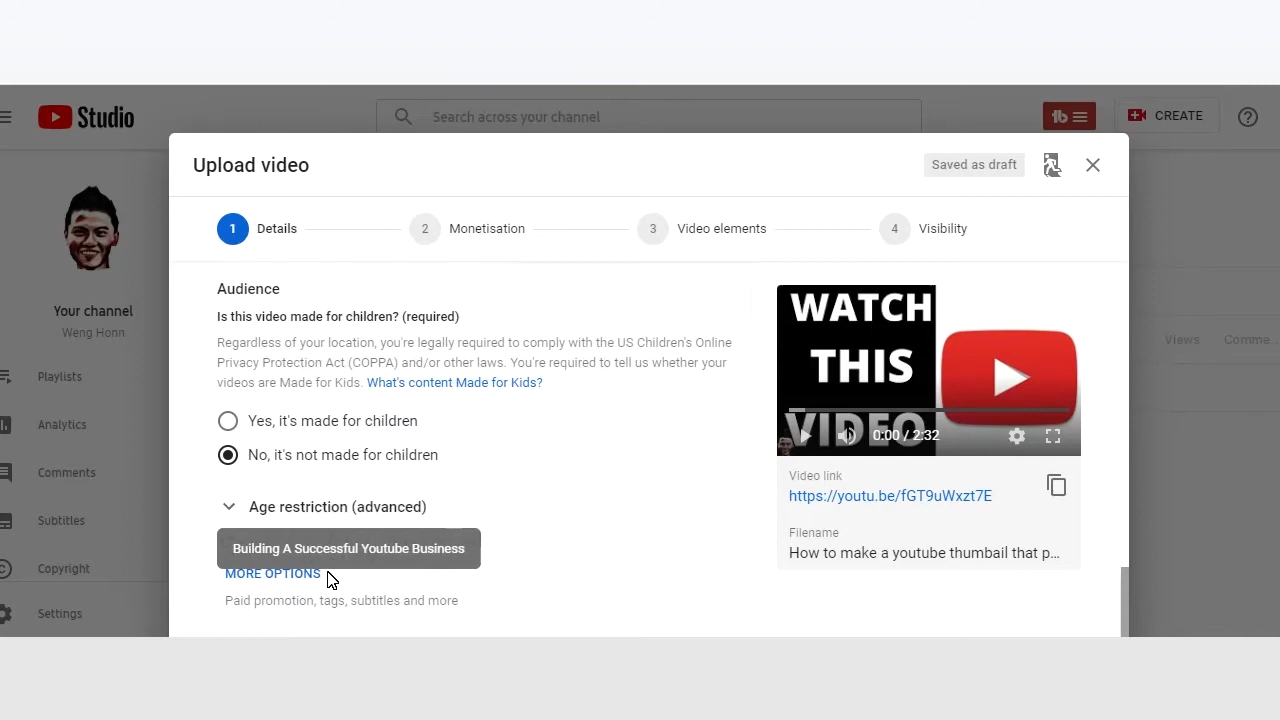 Studio
Search across your channel
CREATE
Upload video
Saved as draft
1 Details
2 Monetisation
3 Video elements
4 Visibility
Your channel
Weng Honn
Playlists
Analytics
Comments
Subtitles
Copyright
Settings
Audience
Is this video made for children? (required)
Regardless of your location, you're legally required to comply with the US Children's Online
Privacy Protection Act (COPPA) and/or other laws. You're required to tell us whether your
videos are Made for Kids. What's content Made for Kids?
Yes, it's made for children
No, it's not made for children
Age restriction (advanced)
Building A Successful Youtube Business
MORE OPTIONS
Paid promotion, tags, subtitles and more
WATCH
THIS
VIDEO
0:00 / 2:32
Video link
https://youtu.be/fGT9uWxzt7E
Filename
How to make a youtube thumbail that p...
Views
Comme...